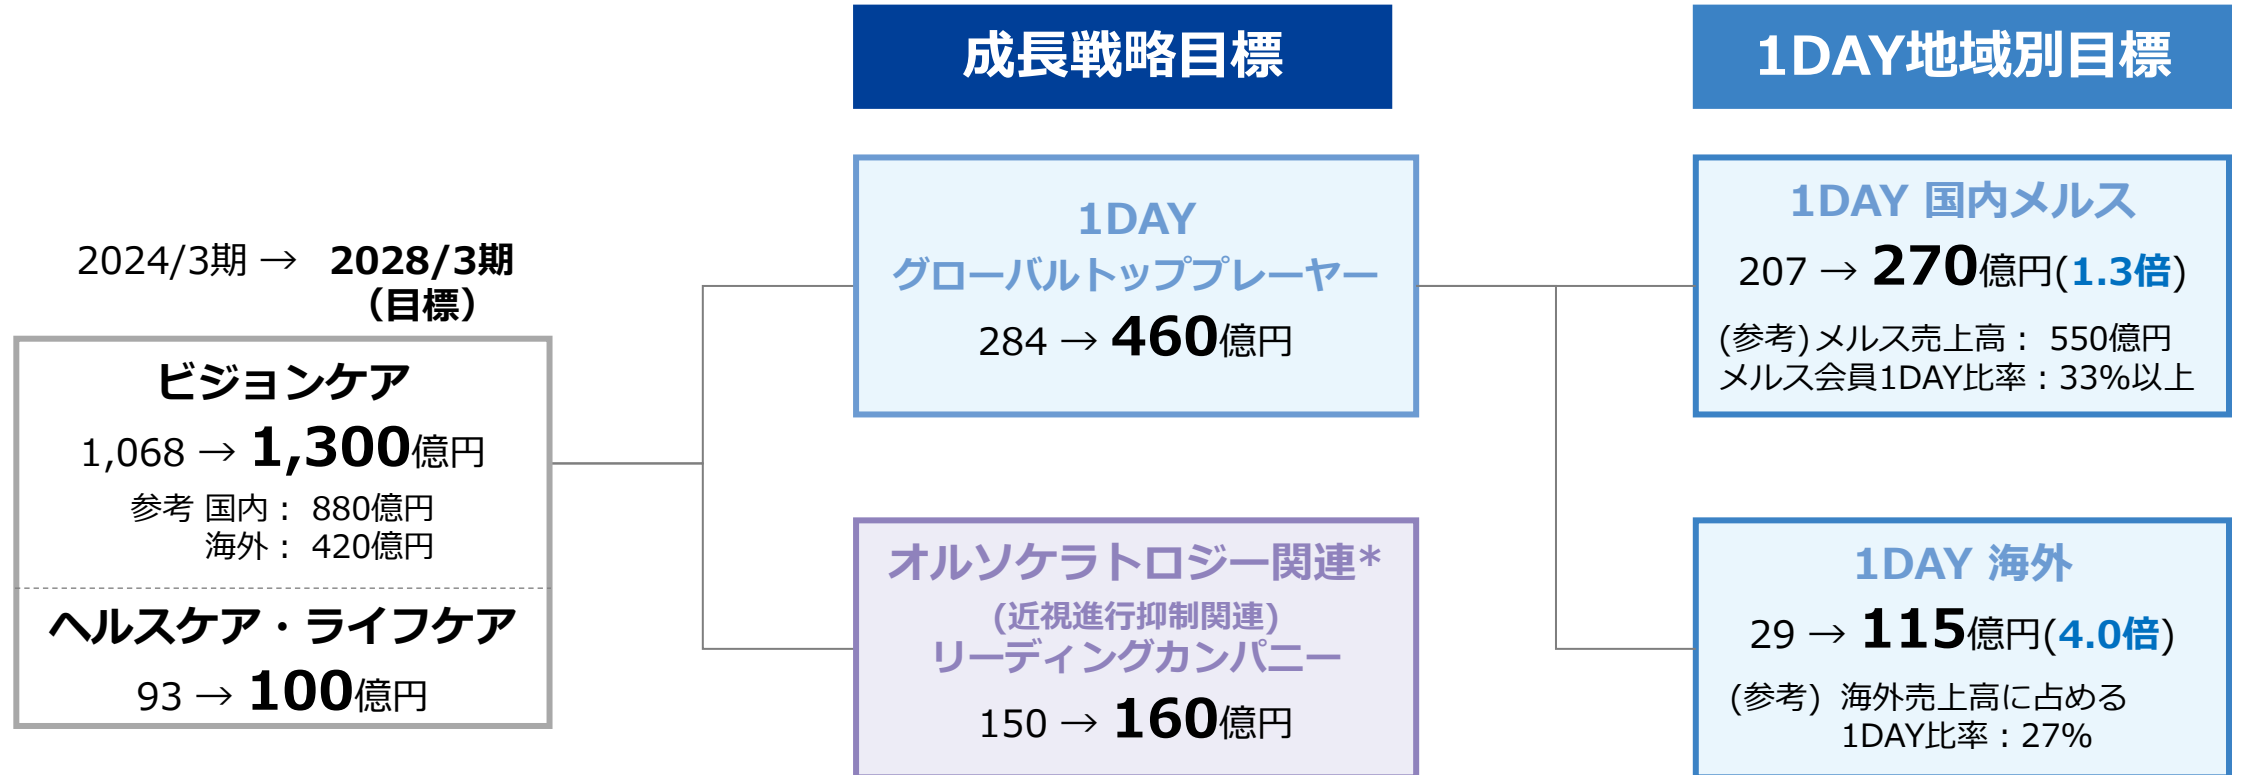 成長戦略目標
1DAY地域別目標
2024/3期 → 2028/3期
（目標）
ビジョンケア
1,068 → 1,300億円
参考 国内： 880億円
海外： 420億円
ヘルスケア・ライフケア
93 → 100億円
1DAY
グローバルトッププレーヤー
284 → 460億円
オルソケラトロジー関連*
(近視進行抑制関連)
リーディングカンパニー
150 → 160億円
1DAY 国内メルス
207 → 270億円(1.3倍)
(参考)メルス売上高： 550億円
メルス会員1DAY比率：33%以上
1DAY 海外
29 → 115億円(4.0倍)
(参考) 海外売上高に占める
1DAY比率：27%